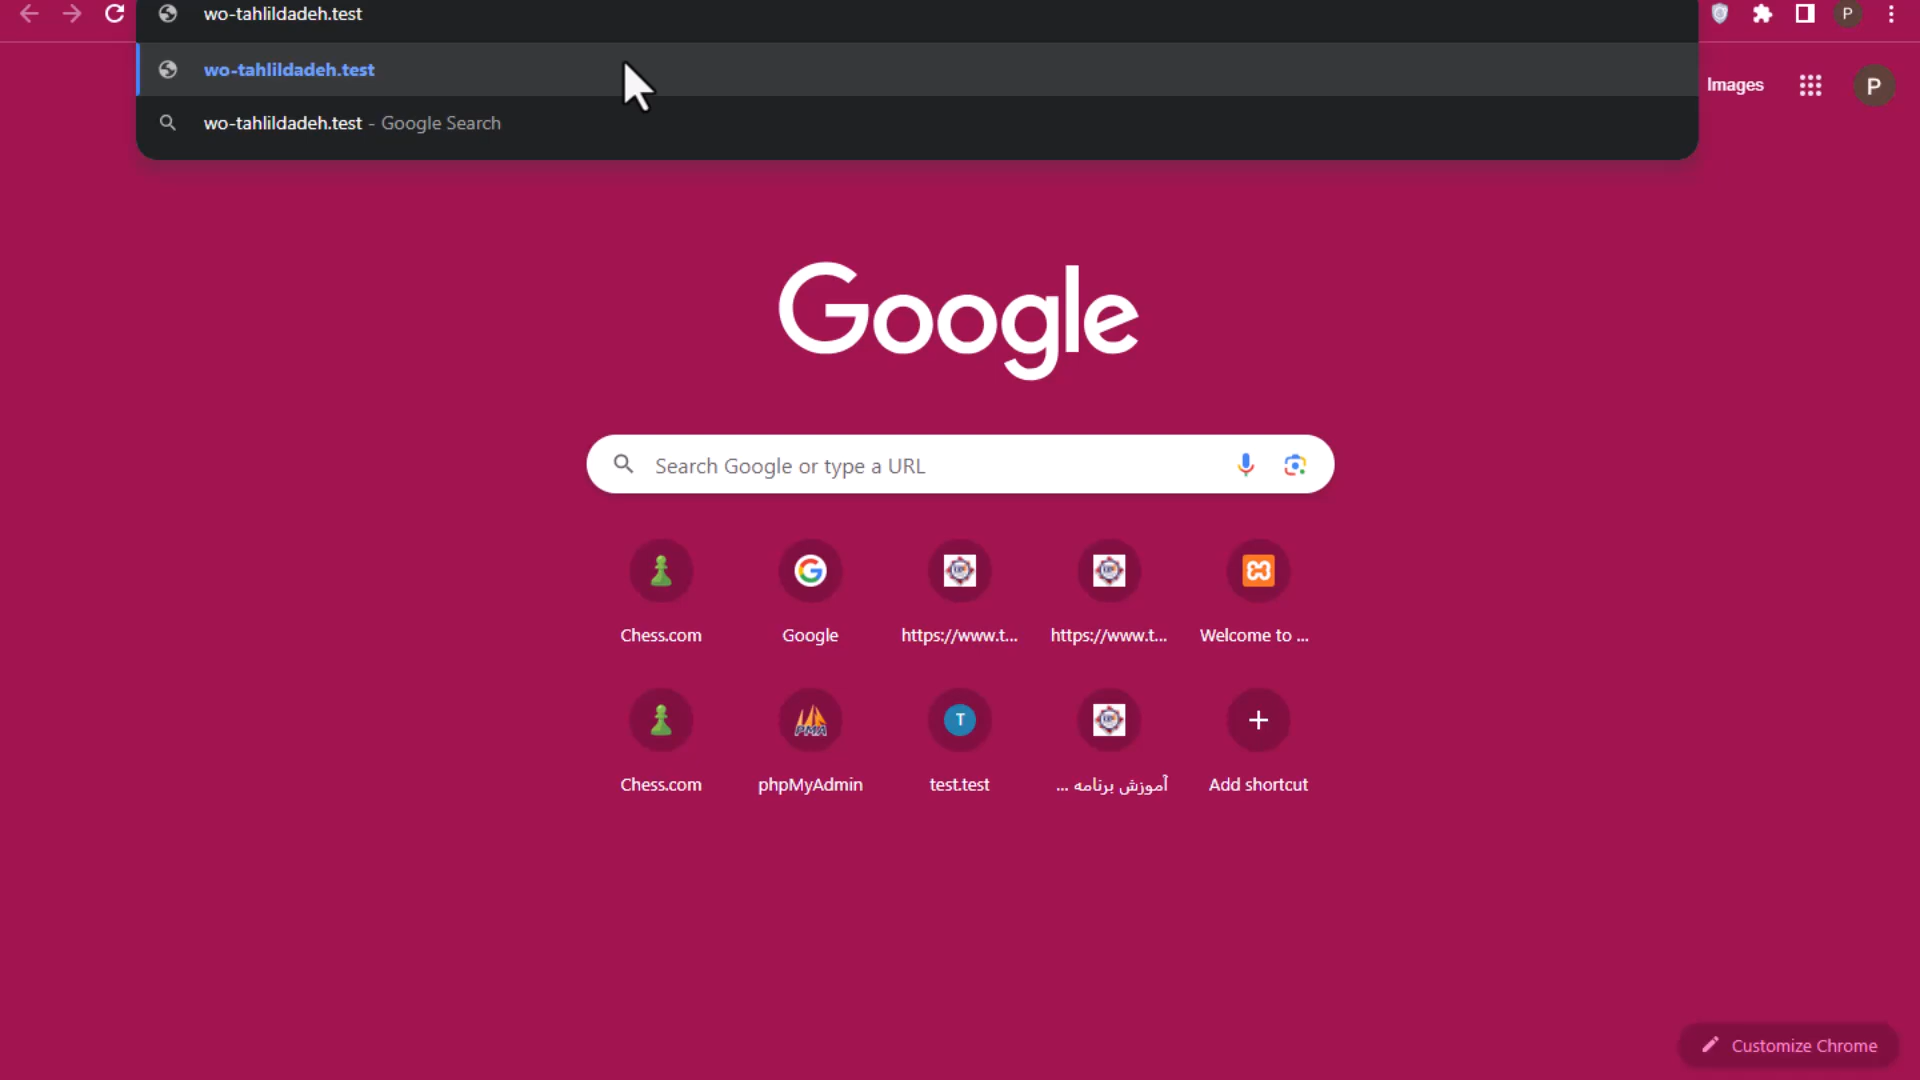 wo-tahlildadeh.test
P
wo-tahlildadeh.test
wo-tahlildadeh.test - Google Search
Images
P
Google
Search Google or type a URL
Chess.com
Google
https://www.t...
https://www.t...
Welcome to ...
PMA
T
Chess.com
phpMyAdmin
test.test
آموزش برنامه ...
Add shortcut
Customize Chrome